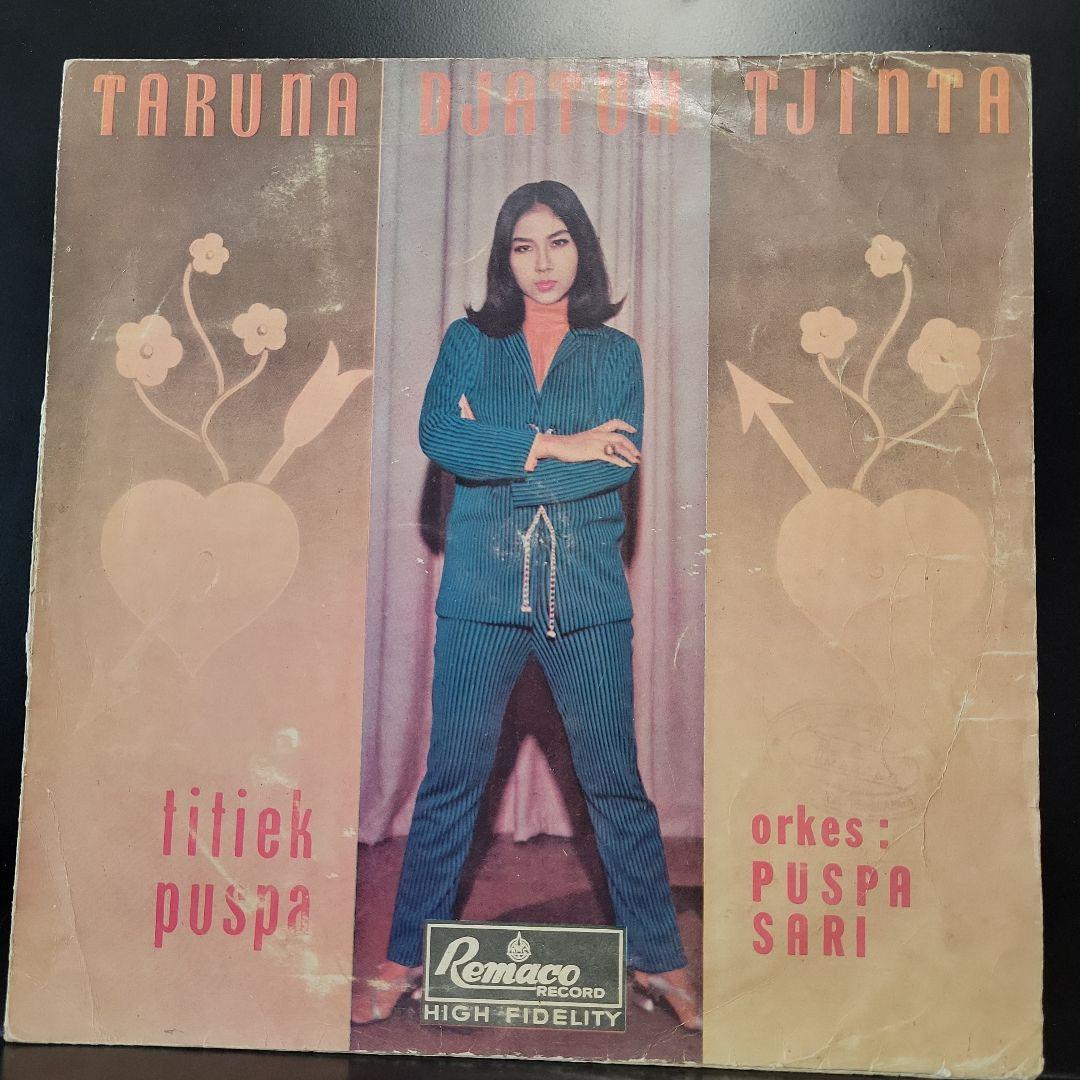 TARUNA DJATUH TJINTA
titiek
puspa
orkes :
PUSPA
SARI
Remaco
RECORD
HIGH FIDELITY